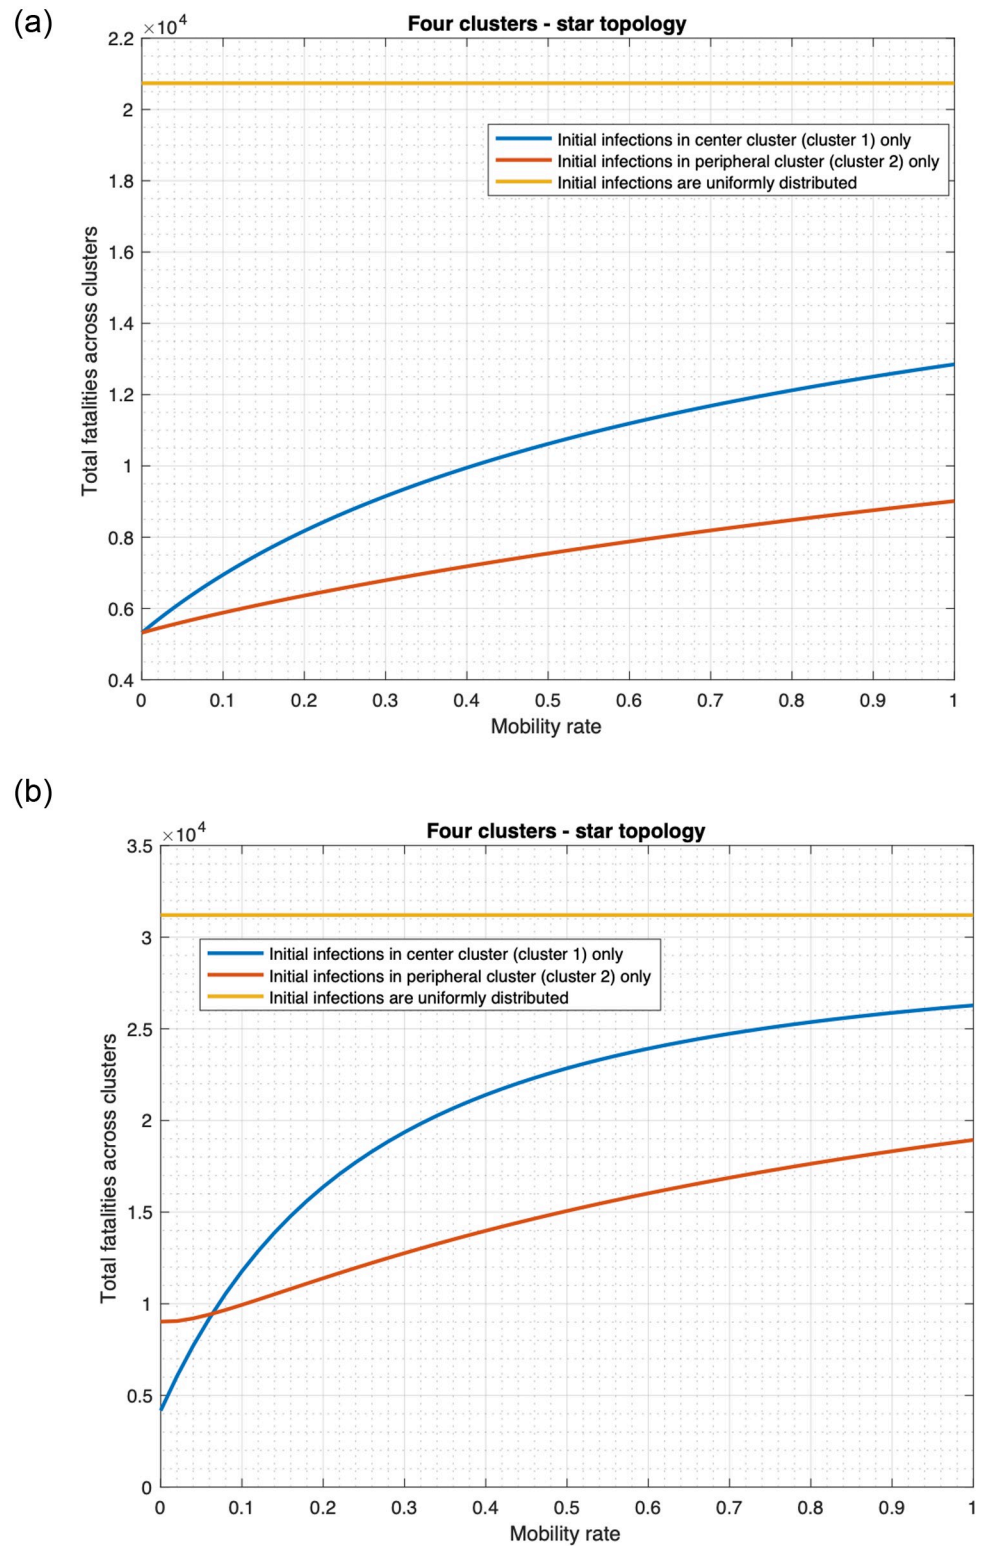 (a)
Four clusters - star topology
×10⁴
2.2
2
1.8
1.6
1.4
1.2
1
0.8
0.6
0.4
Total fatalities across clusters
Initial infections in center cluster (cluster 1) only
Initial infections in peripheral cluster (cluster 2) only
Initial infections are uniformly distributed
0 0.1 0.2 0.3 0.4 0.5 0.6 0.7 0.8 0.9 1
Mobility rate
(b)
Four clusters - star topology
×10⁴
3.5
3
2.5
2
1.5
1
0.5
0
Total fatalities across clusters
Initial infections in center cluster (cluster 1) only
Initial infections in peripheral cluster (cluster 2) only
Initial infections are uniformly distributed
0 0.1 0.2 0.3 0.4 0.5 0.6 0.7 0.8 0.9 1
Mobility rate